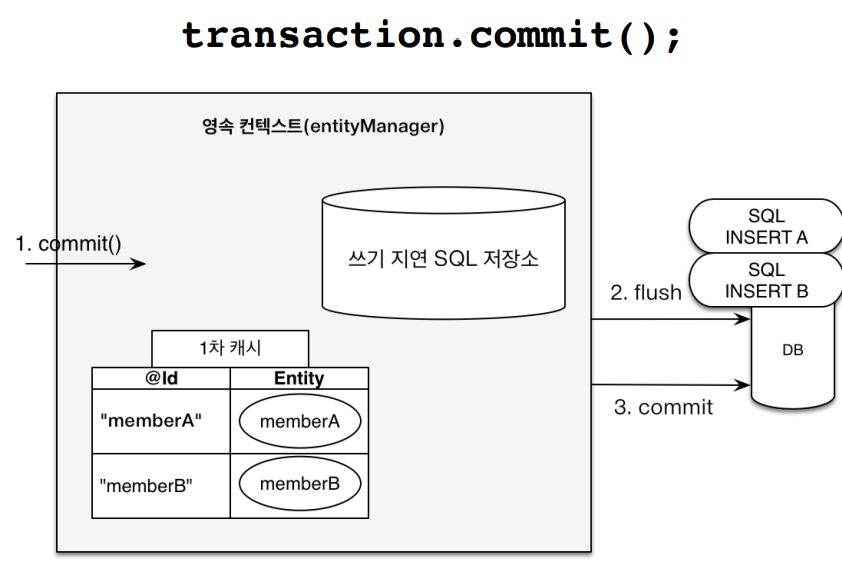 transaction.commit();
영속 컨텍스트(entityManager)
1. commit()
쓰기 지연 SQL 저장소
SQL
INSERT A
SQL
INSERT B
2. flush
DB
3. commit
1차 캐시
@Id Entity
"memberA" memberA
"memberB" memberB